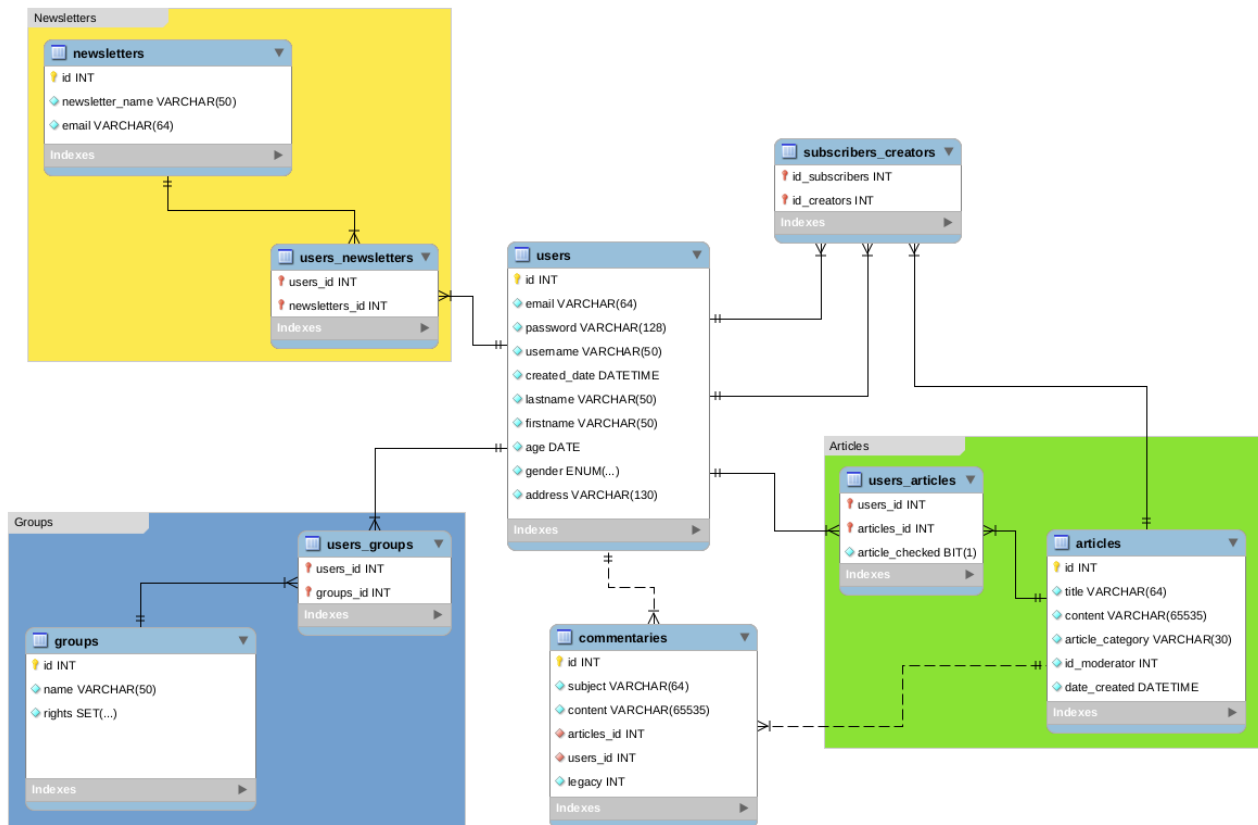 Newsletters
newsletters
id INT
newsletter_name VARCHAR(50)
email VARCHAR(64)
Indexes
users_newsletters
users_id INT
newsletters_id INT
Indexes
users
id INT
email VARCHAR(64)
password VARCHAR(128)
username VARCHAR(50)
created_date DATETIME
lastname VARCHAR(50)
firstname VARCHAR(50)
age DATE
gender ENUM(...)
address VARCHAR(130)
Indexes
subscribers_creators
id_subscribers INT
id_creators INT
Indexes
Articles
users_articles
users_id INT
articles_id INT
article_checked BIT(1)
Indexes
articles
id INT
title VARCHAR(64)
content VARCHAR(65535)
article_category VARCHAR(30)
id_moderator INT
date_created DATETIME
Indexes
Groups
users_groups
users_id INT
groups_id INT
Indexes
groups
id INT
name VARCHAR(50)
rights SET(...)
Indexes
commentaries
id INT
subject VARCHAR(64)
content VARCHAR(65535)
articles_id INT
users_id INT
legacy INT
Indexes